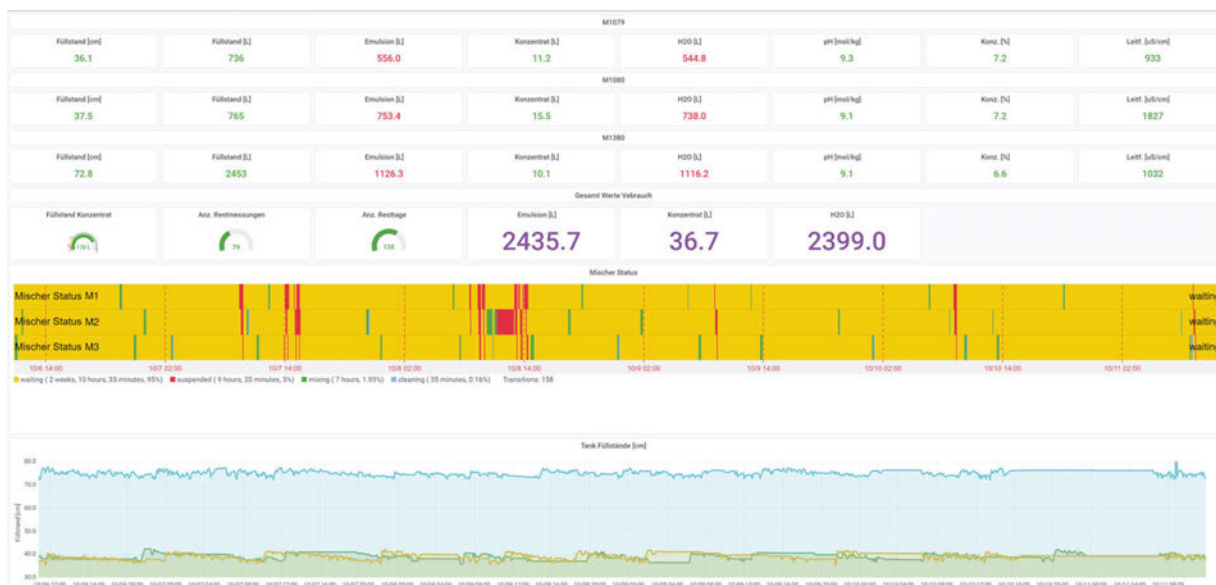 M1079
Füllstand [cm] Füllstand [L] Emulsion [L] Konzentrat [L] H2O [L] pH [mol/kg] Konz. [%] Leitf. [uS/cm]
36.1 736 556.0 11.2 544.8 9.3 7.2 933
M1080
Füllstand [cm] Füllstand [L] Emulsion [L] Konzentrat [L] H2O [L] pH [mol/kg] Konz. [%] Leitf. [uS/cm]
37.5 765 753.4 15.5 738.0 9.1 7.2 1827
M1380
Füllstand [cm] Füllstand [L] Emulsion [L] Konzentrat [L] H2O [L] pH [mol/kg] Konz. [%] Leitf. [uS/cm]
72.8 2453 1126.3 10.1 1116.2 9.1 6.6 1032
Gesamt Werte Vebrauch
Füllstand Konzentrat Anz. Restmessungen Anz. Resttage Emulsion [L] Konzentrat [L] H2O [L]
170 L 79 138 2435.7 36.7 2399.0
Mischer Status
Mischer Status M1 waiting
Mischer Status M2 waiting
Mischer Status M3 waiting
10/6 14:00 10/7 02:00 10/7 14:00 10/8 02:00 10/8 14:00 10/9 02:00 10/9 14:00 10/10 02:00 10/10 14:00 10/11 02:00
waiting ( 2 weeks, 10 hours, 35 minutes, 95%) suspended ( 9 hours, 20 minutes, 3%) mixing ( 7 hours, 1.93%) cleaning ( 35 minutes, 0.16%) Transitions: 158
Tank Füllstände [cm]
80.0
70.0
60.0
50.0
40.0
30.0
Füllstand [cm]